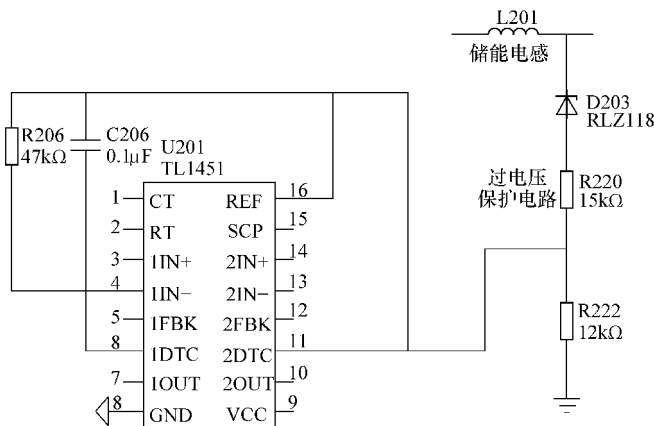 L201
储能电感
D203
RLZ118
R206
47kΩ
C206
0.1μF
U201
TL1451
过电压
保护电路
R220
15kΩ
1 CT REF 16
2 RT SCP 15
3 1IN+ 2IN+ 14
4 1IN− 2IN− 13
5 1FBK 2FBK 12
8 1DTC 2DTC 11
7 1OUT 2OUT 10
8 GND VCC 9
R222
12kΩ